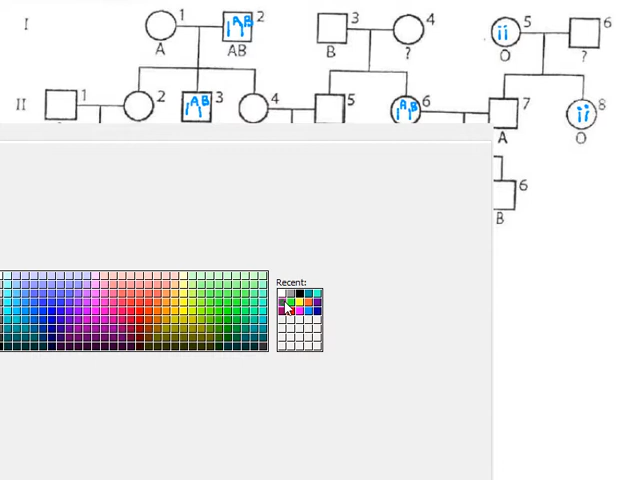 I
1
IᴬIᴮ 2
3
4
ii 5
6
A
AB
B
?
O
?
II
1
2
IᴬIᴮ 3
4
5
IᴬIᴮ 6
7
ii 8
A
O
6
B
Recent: